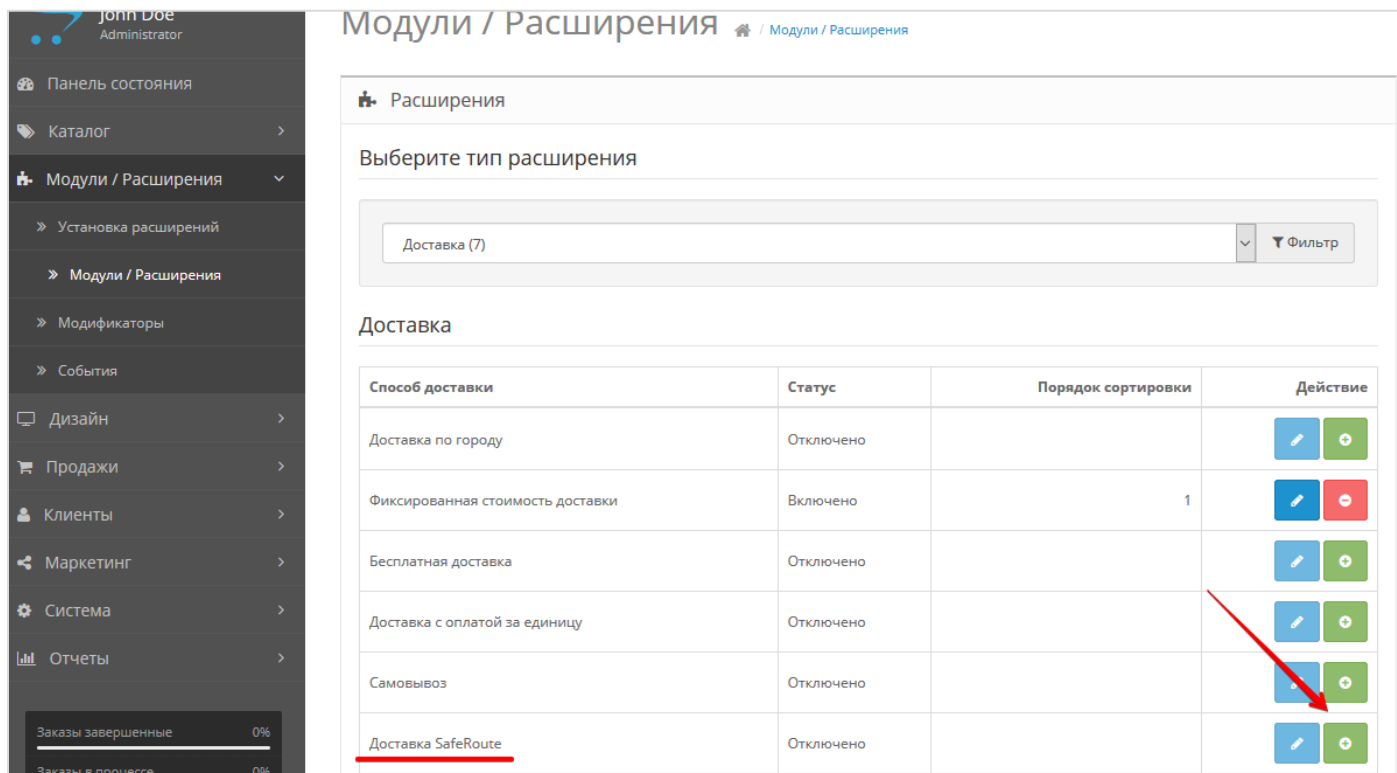 John Doe
Administrator
Панель состояния
Каталог
Модули / Расширения
Установка расширений
Модули / Расширения
Модификаторы
События
Дизайн
Продажи
Клиенты
Маркетинг
Система
Отчеты
Заказы завершенные 0%
Заказы в процессе 0%
Модули / Расширения / Модули / Расширения
Расширения
Выберите тип расширения
Доставка (7) Фильтр
Доставка
Способ доставки Статус Порядок сортировки Действие
Доставка по городу Отключено
Фиксированная стоимость доставки Включено 1
Бесплатная доставка Отключено
Доставка с оплатой за единицу Отключено
Самовывоз Отключено
Доставка SafeRoute Отключено